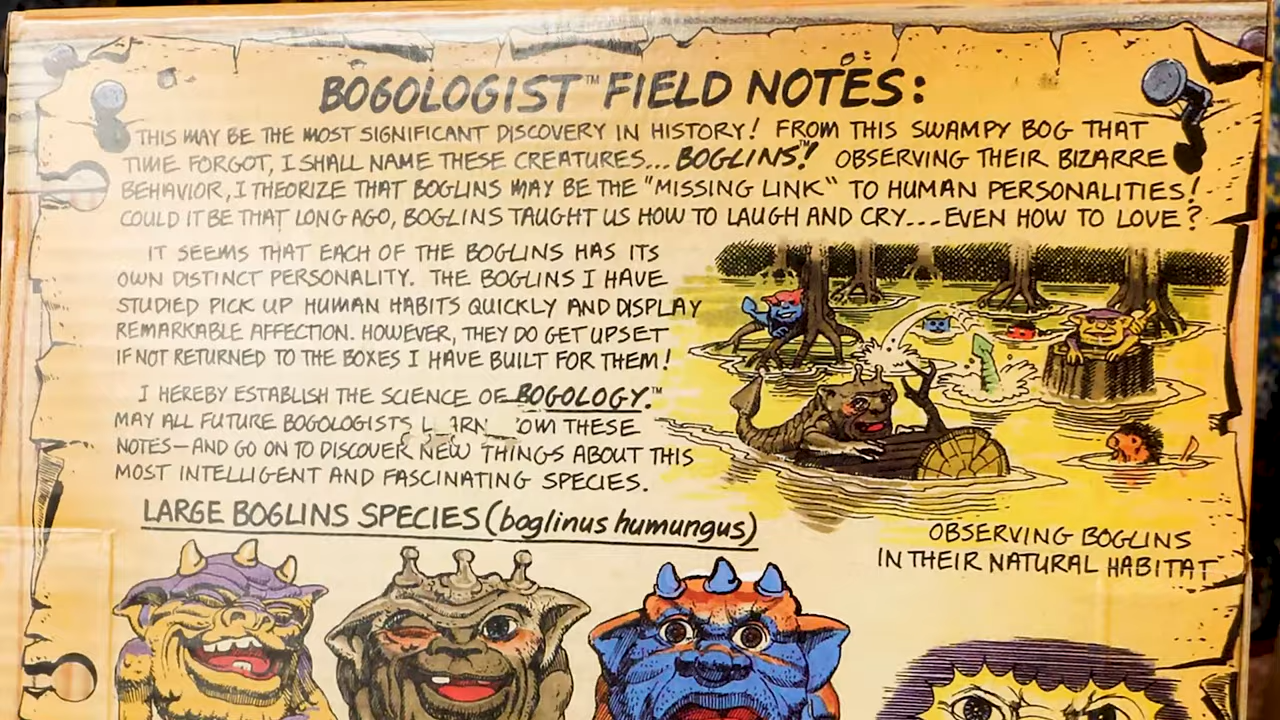 BOGOLOGIST™ FIELD NOTES:
THIS MAY BE THE MOST SIGNIFICANT DISCOVERY IN HISTORY! FROM THIS SWAMPY BOG THAT
TIME FORGOT, I SHALL NAME THESE CREATURES... BOGLINS!™ OBSERVING THEIR BIZARRE
BEHAVIOR, I THEORIZE THAT BOGLINS MAY BE THE "MISSING LINK" TO HUMAN PERSONALITIES!
COULD IT BE THAT LONG AGO, BOGLINS TAUGHT US HOW TO LAUGH AND CRY...EVEN HOW TO LOVE?
IT SEEMS THAT EACH OF THE BOGLINS HAS ITS
OWN DISTINCT PERSONALITY. THE BOGLINS I HAVE
STUDIED PICK UP HUMAN HABITS QUICKLY AND DISPLAY
REMARKABLE AFFECTION. HOWEVER, THEY DO GET UPSET
IF NOT RETURNED TO THE BOXES I HAVE BUILT FOR THEM!
I HEREBY ESTABLISH THE SCIENCE OF BOGOLOGY.™
MAY ALL FUTURE BOGOLOGISTS THESE
NOTES—AND GO ON TO DISCOVER NEW THINGS ABOUT THIS
MOST INTELLIGENT AND FASCINATING SPECIES.
LARGE BOGLINS SPECIES (boglinus humungus)
OBSERVING BOGLINS
IN THEIR NATURAL HABITAT